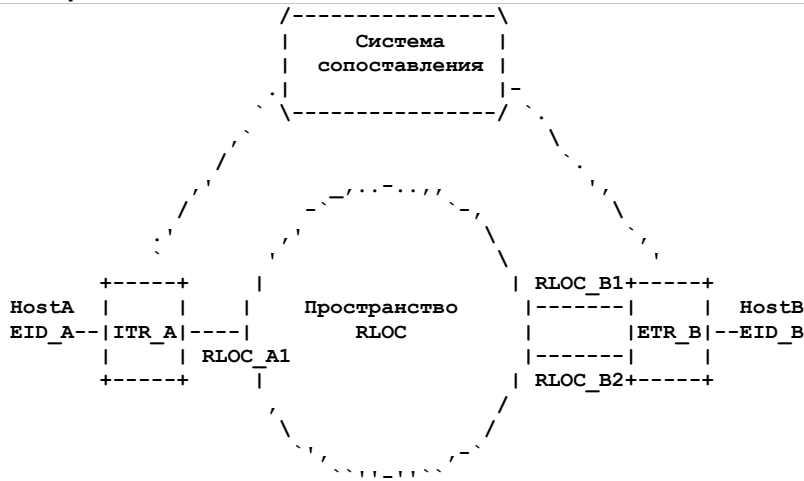 Система
сопоставления
RLOC_B1
HostA Пространство HostB
EID_A--|ITR_A|----| RLOC |ETR_B|--EID_B
RLOC_A1
RLOC_B2